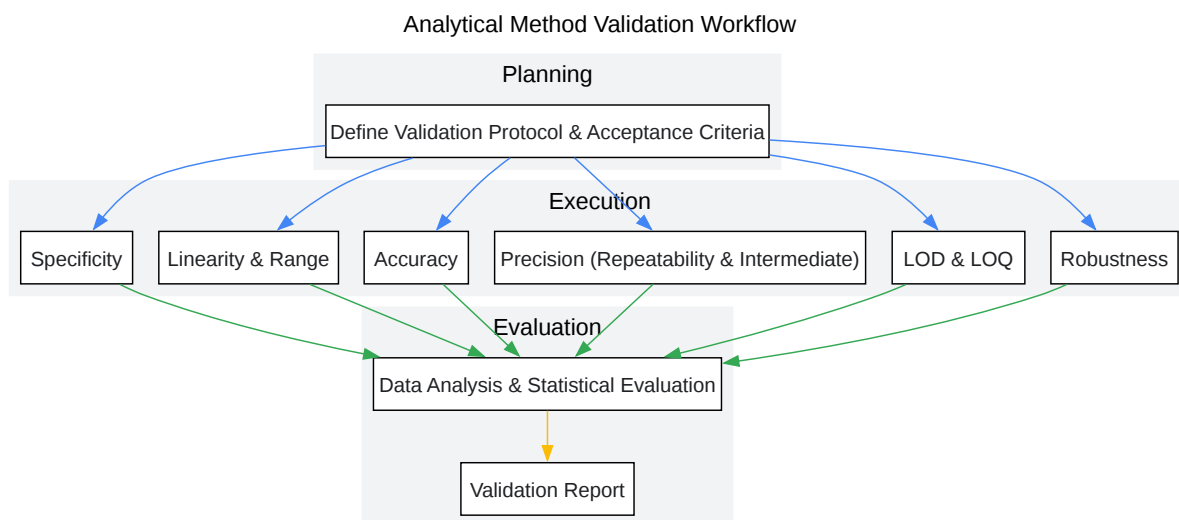 Analytical Method Validation Workflow
Planning
Define Validation Protocol & Acceptance Criteria
Execution
Specificity
Linearity & Range
Accuracy
Precision (Repeatability & Intermediate)
LOD & LOQ
Robustness
Evaluation
Data Analysis & Statistical Evaluation
Validation Report